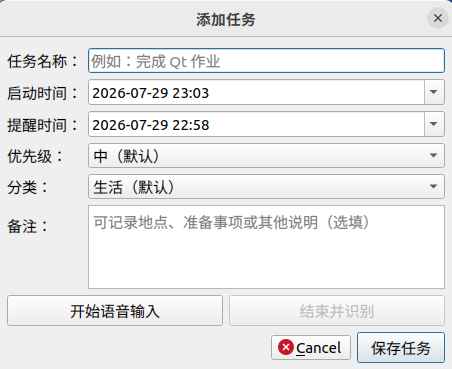 添加任务
任务名称： 例如：完成 Qt 作业
启动时间： 2026-07-29 23:03
提醒时间： 2026-07-29 22:58
优先级： 中（默认）
分类： 生活（默认）
备注： 可记录地点、准备事项或其他说明（选填）
开始语音输入 结束并识别
Cancel 保存任务